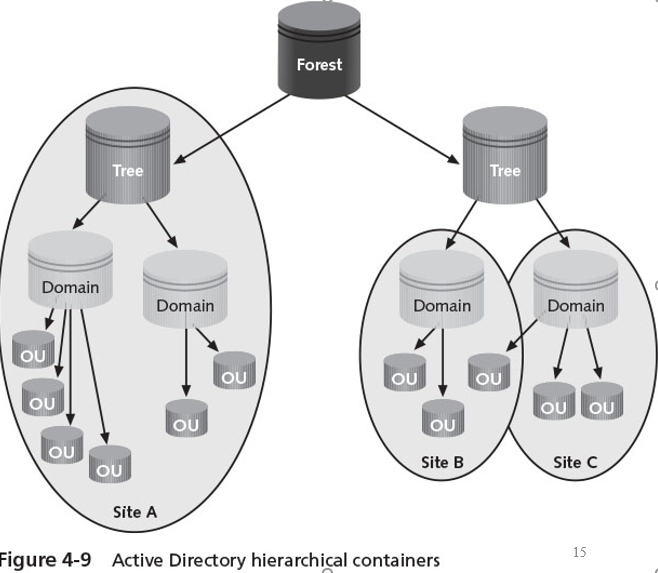 Forest
Tree
Tree
Domain
Domain
Domain
Domain
OU
OU
OU
OU
OU
OU
OU
OU
OU
OU
OU
Site A
Site B
Site C
Figure 4-9 Active Directory hierarchical containers
15